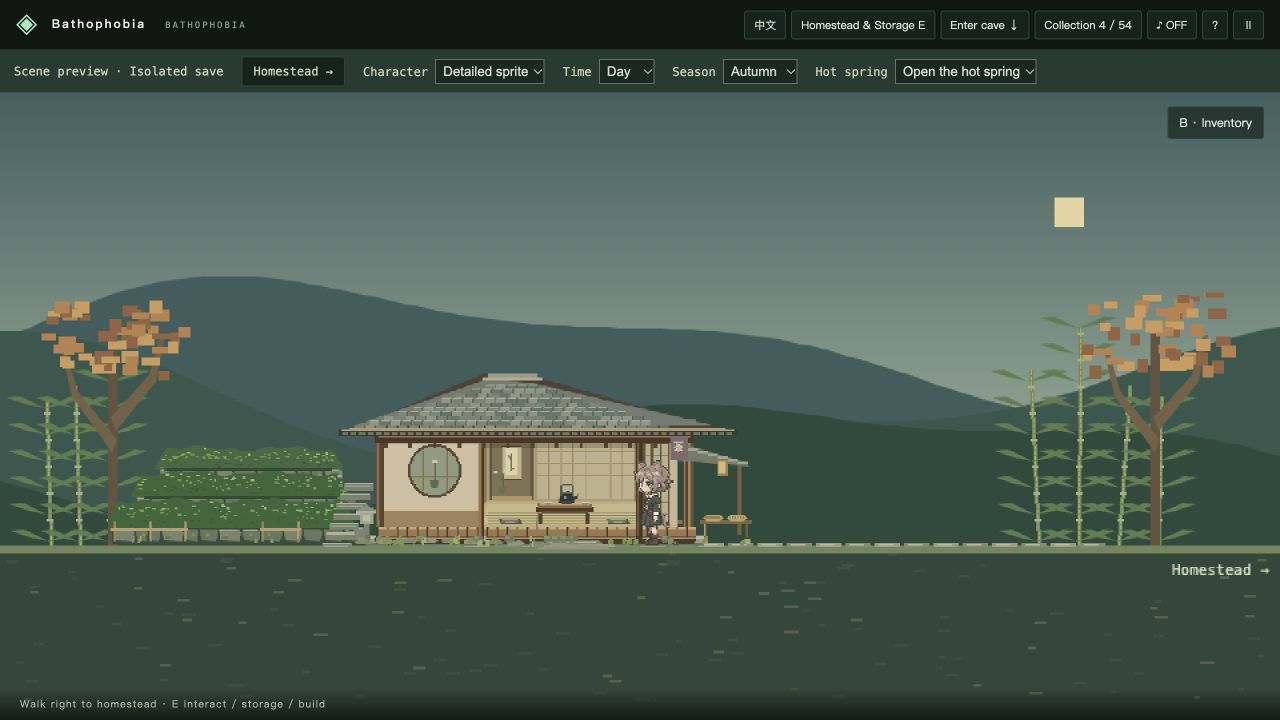 Bathophobia BATHOPHOBIA 中文 Homestead & Storage E Enter cave ↓ Collection 4 / 54 ♪ OFF ? II
Scene preview · Isolated save Homestead → Character Detailed sprite Time Day Season Autumn Hot spring Open the hot spring
B · Inventory
茶
Homestead →
Walk right to homestead · E interact / storage / build